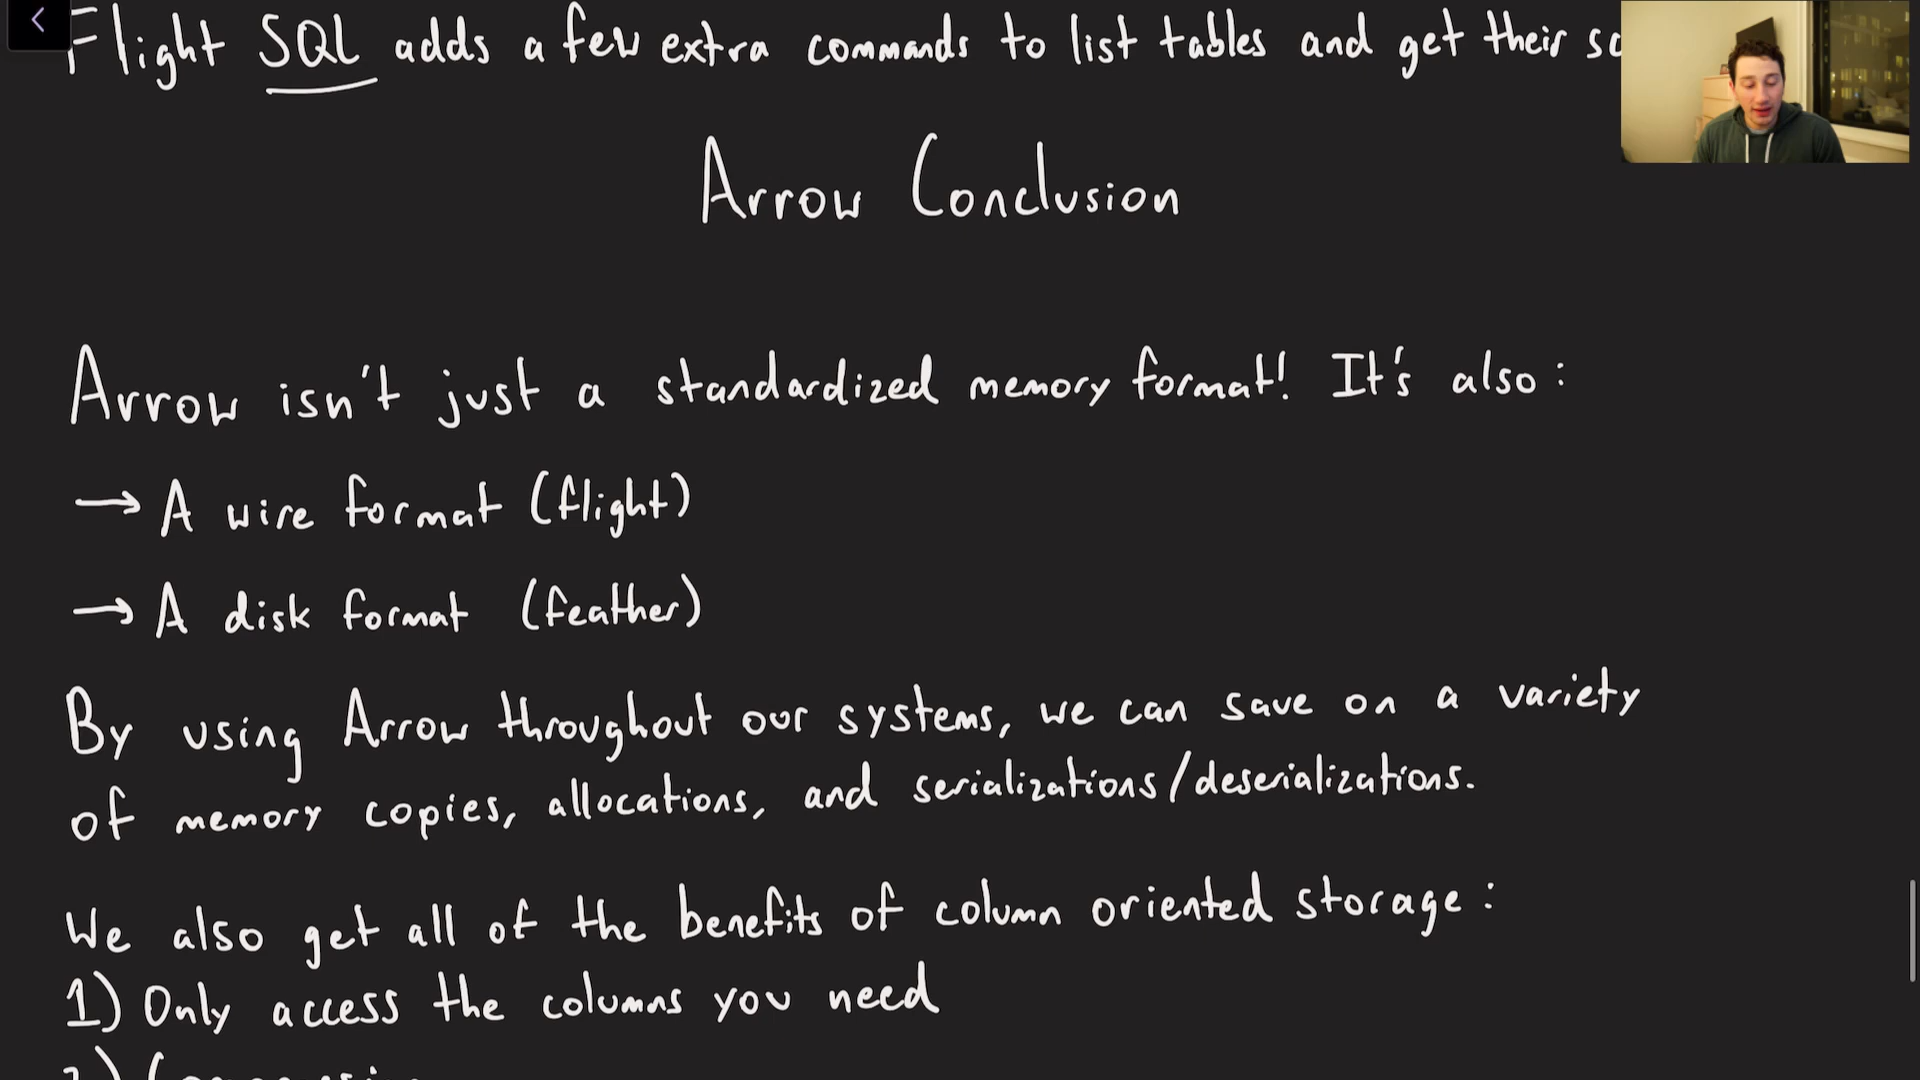 Flight SQL adds a few extra commands to list tables and get their sc
Arrow Conclusion
Arrow isn't just a standardized memory format! It's also:
→ A wire format (flight)
→ A disk format (feather)
By using Arrow throughout our systems, we can save on a variety
of memory copies, allocations, and serializations/deserializations.
We also get all of the benefits of column oriented storage:
1) Only access the columns you need